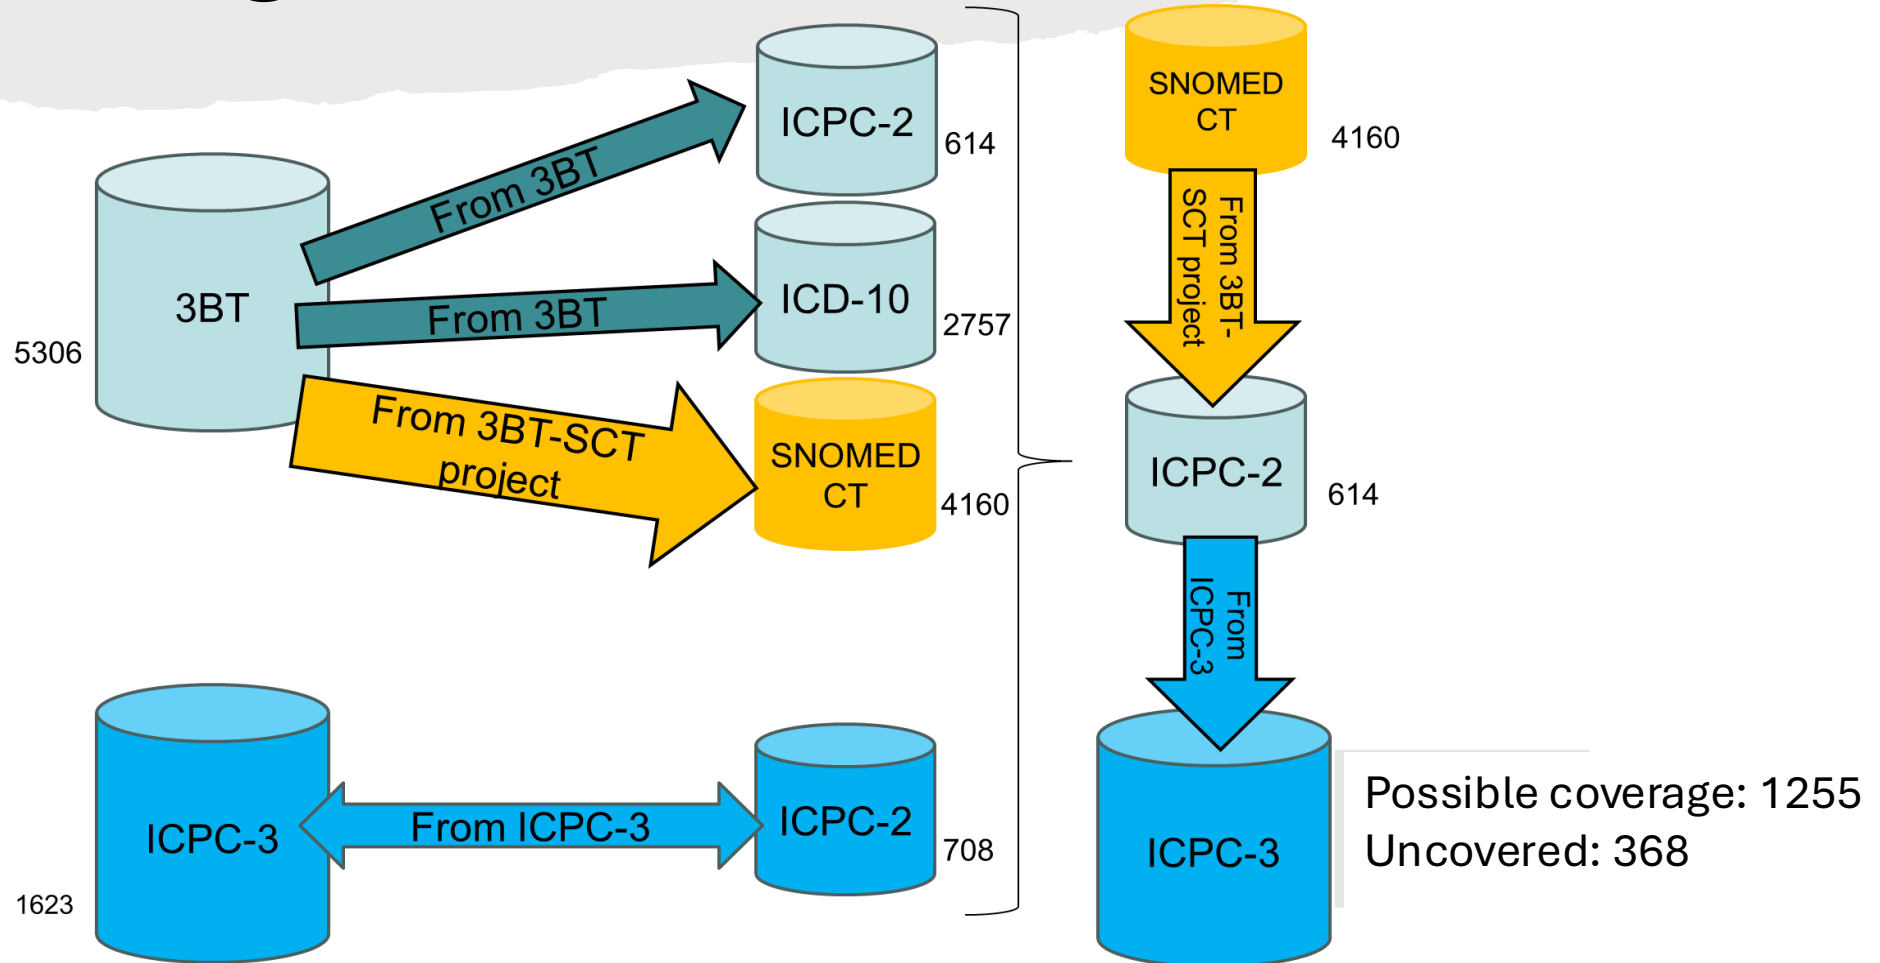 3BT
5306
From 3BT
From 3BT
From 3BT-SCT
project
ICPC-2
614
ICD-10
2757
SNOMED
CT
4160
ICPC-3
1623
From ICPC-3
ICPC-2
708
SNOMED
CT
4160
From 3BT-
SCT project
ICPC-2
614
From
ICPC-3
ICPC-3
Possible coverage: 1255
Uncovered: 368